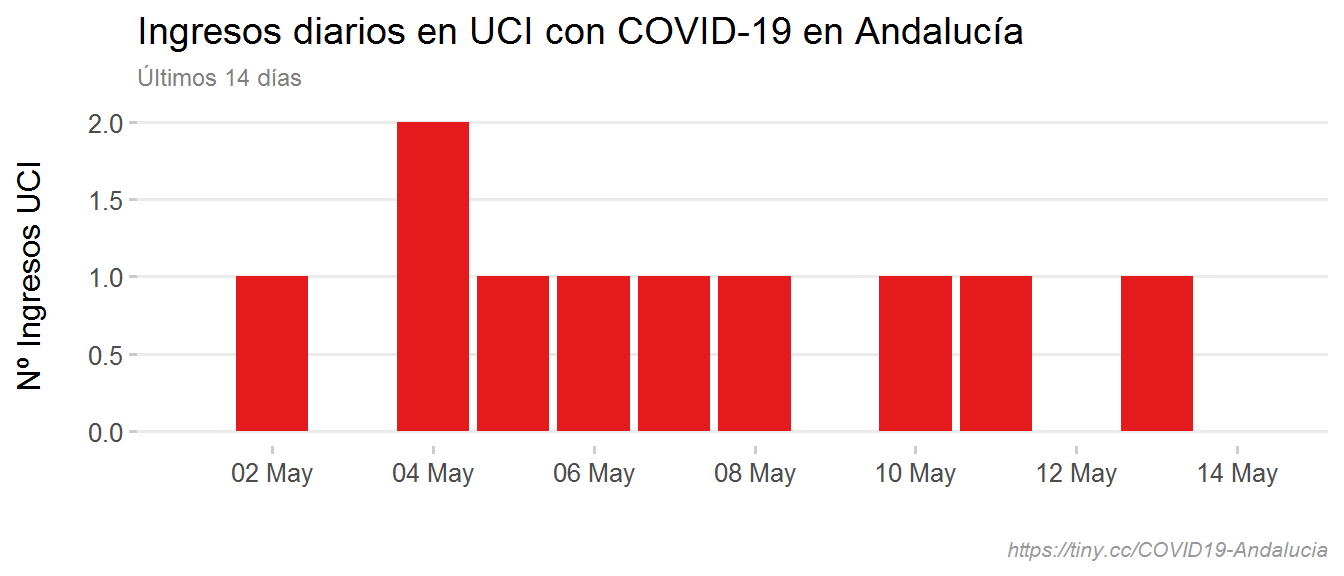 Ingresos diarios en UCI con COVID-19 en Andalucía
Últimos 14 días
Nº Ingresos UCI
2.0
1.5
1.0
0.5
0.0
02 May 04 May 06 May 08 May 10 May 12 May 14 May
https://tiny.cc/COVID19-Andalucia